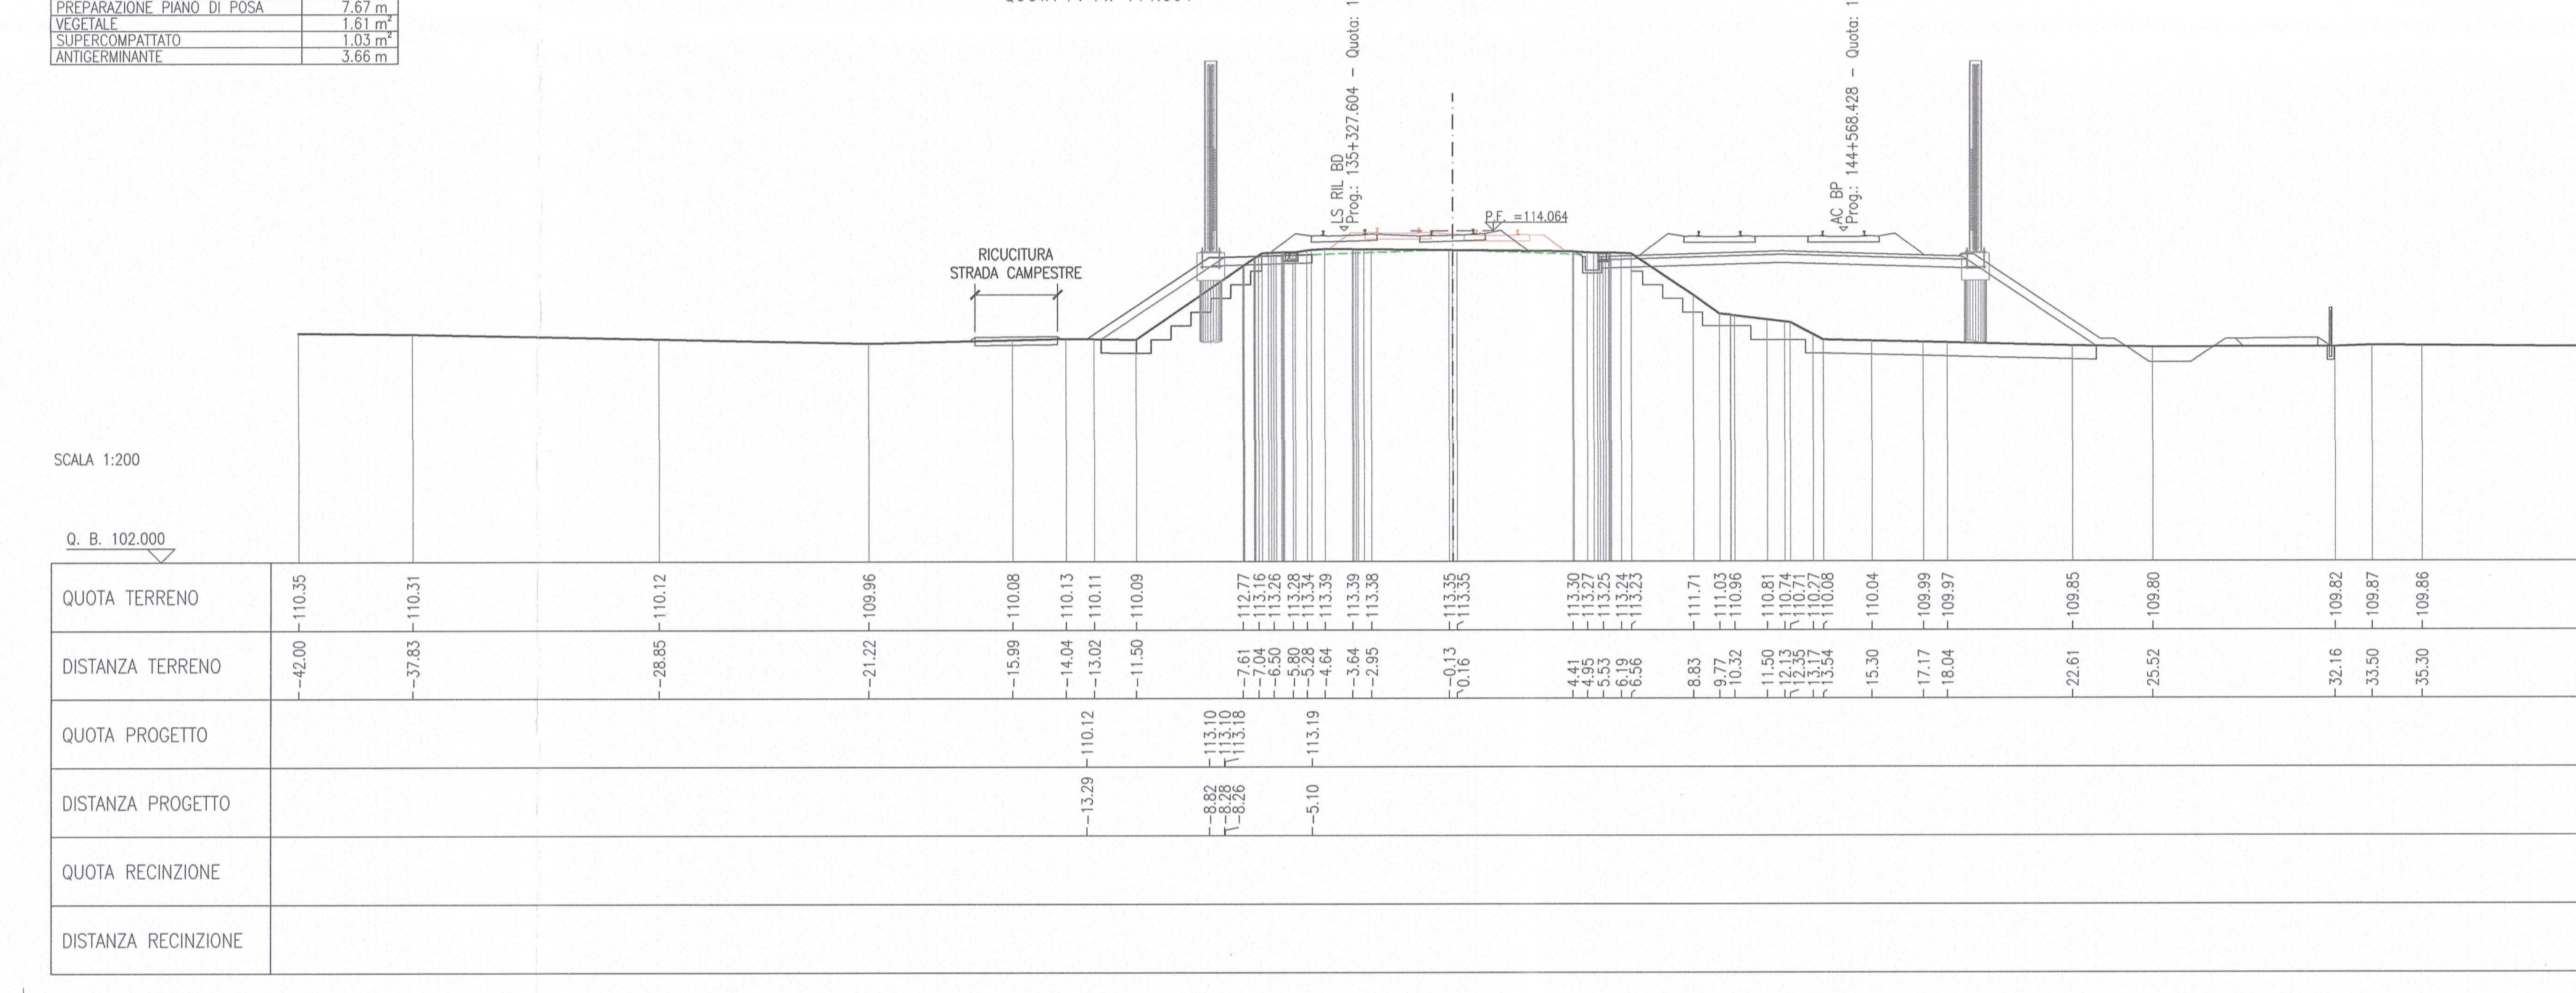 PREPARAZIONE PIANO DI POSA 7.67 m
VEGETALE 1.61 m²
SUPERCOMPATTATO 1.03 m²
ANTIGERMINANTE 3.66 m
LS RIL BD
Prog.: 135+327.604 - Quota: 1
AC BP
Prog.: 144+568.428 - Quota: 1
P.F. =114.064
RICUCITURA
STRADA CAMPESTRE
SCALA 1:200
Q. B. 102.000
QUOTA TERRENO 110.35 110.31 110.12 109.96 110.08 110.13 110.11 110.09 112.77 113.16 113.26 113.28 113.34 113.39 113.39 113.38 113.35 113.35 113.30 113.27 113.25 113.24 113.23 111.71 111.03 110.96 110.81 110.74 110.71 110.27 110.08 110.04 109.99 109.97 109.85 109.80 109.82 109.87 109.86
DISTANZA TERRENO -42.00 -37.83 -28.85 -21.22 -15.99 -14.04 -13.02 -11.50 -7.61 -7.04 -6.50 -5.80 -5.28 -4.64 -3.64 -2.95 -0.13 0.16 4.41 4.95 5.53 6.19 6.56 8.83 9.77 10.32 11.50 12.13 12.35 13.17 13.54 15.30 17.17 18.04 22.61 25.52 32.16 33.50 35.30
QUOTA PROGETTO 110.12 113.10 113.10 113.18 113.19
DISTANZA PROGETTO -13.29 -8.82 -8.28 -8.26 -5.10
QUOTA RECINZIONE
DISTANZA RECINZIONE